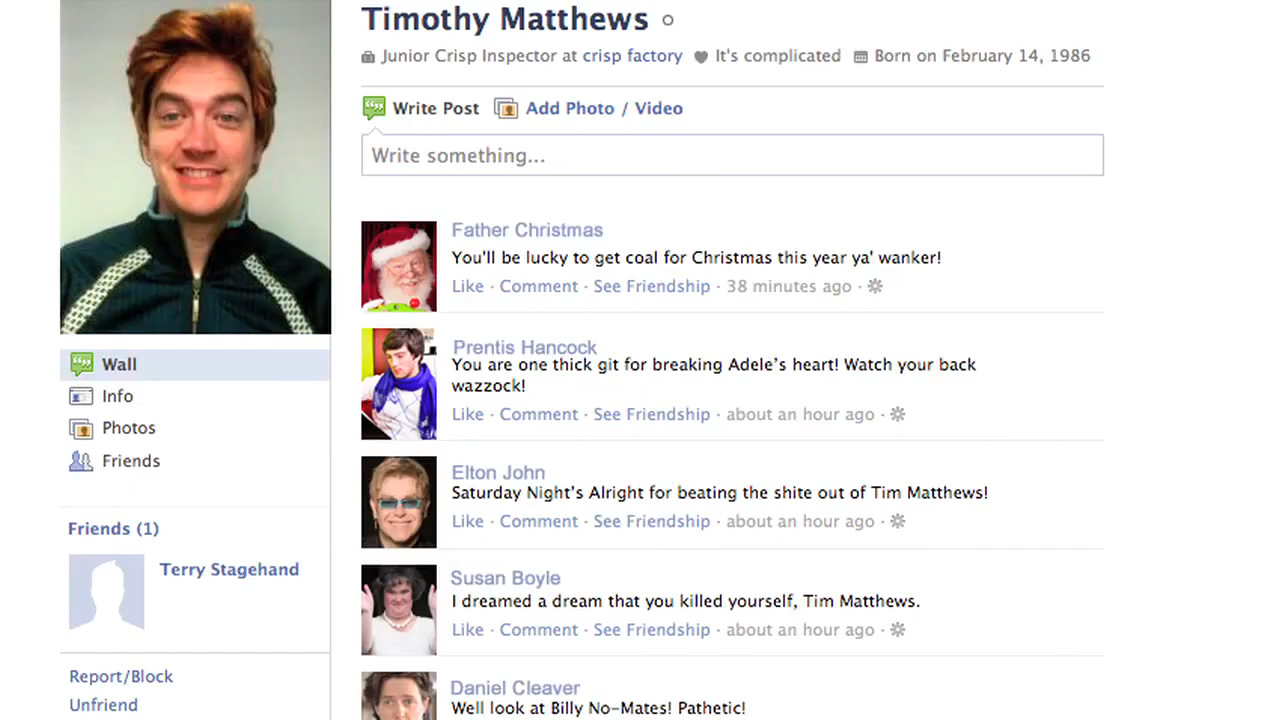 Timothy Matthews
Junior Crisp Inspector at crisp factory It's complicated Born on February 14, 1986
Write Post Add Photo / Video
Write something...
Father Christmas
You'll be lucky to get coal for Christmas this year ya' wanker!
Like · Comment · See Friendship · 38 minutes ago ·
Prentis Hancock
You are one thick git for breaking Adele’s heart! Watch your back
wazzock!
Like · Comment · See Friendship · about an hour ago ·
Elton John
Saturday Night’s Alright for beating the shite out of Tim Matthews!
Like · Comment · See Friendship · about an hour ago ·
Susan Boyle
I dreamed a dream that you killed yourself, Tim Matthews.
Like · Comment · See Friendship · about an hour ago ·
Daniel Cleaver
Well look at Billy No-Mates! Pathetic!
Wall
Info
Photos
Friends
Friends (1)
Terry Stagehand
Report/Block
Unfriend